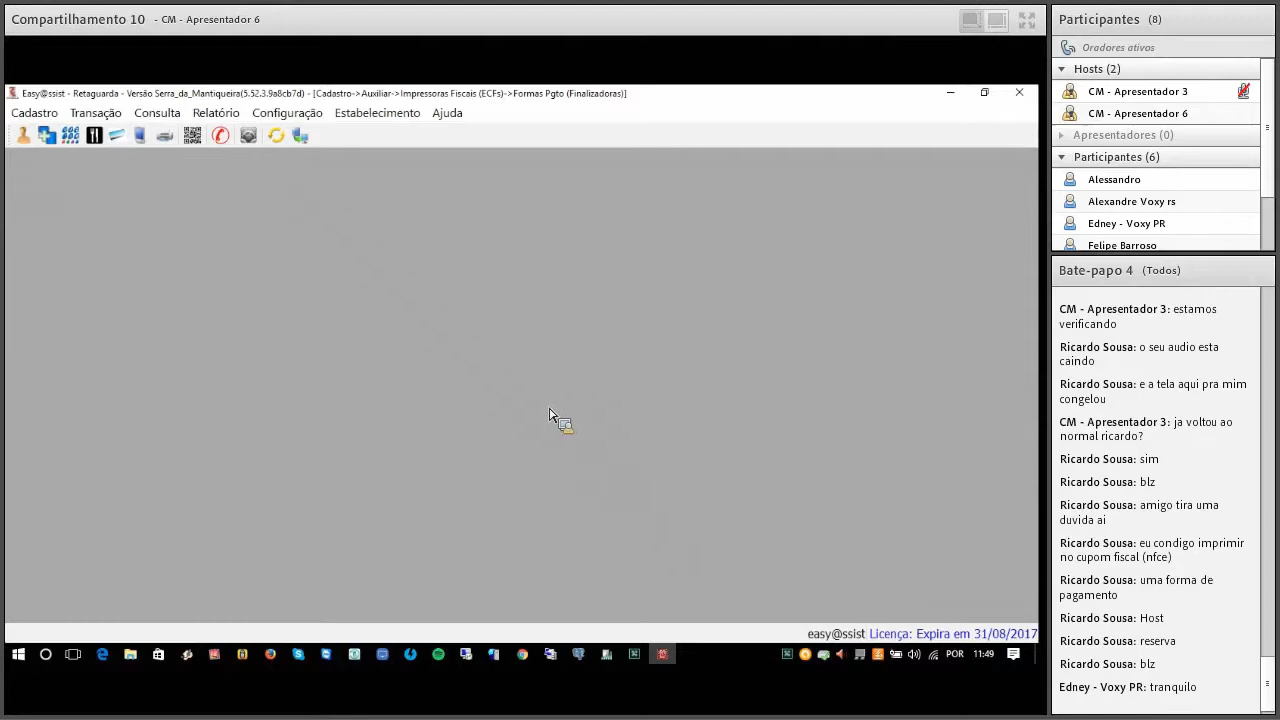 Compartilhamento 10 - CM - Apresentador 6
Easy@ssist - Retaguarda - Versão Serra_da_Mantiqueira(5.52.3.9a8cb7d) - [Cadastro->Auxiliar->Impressoras Fiscais (ECFs)->Formas Pgto (Finalizadoras)]
Cadastro Transação Consulta Relatório Configuração Estabelecimento Ajuda
easy@ssist Licença: Expira em 31/08/2017
POR 11:49
Participantes (8)
Oradores ativos
Hosts (2)
CM - Apresentador 3
CM - Apresentador 6
Apresentadores (0)
Participantes (6)
Alessandro
Alexandre Voxy rs
Edney - Voxy PR
Felipe Barroso
Bate-papo 4 (Todos)
CM - Apresentador 3: estamos
verificando
Ricardo Sousa: o seu audio esta
caindo
Ricardo Sousa: e a tela aqui pra mim
congelou
CM - Apresentador 3: ja voltou ao
normal ricardo?
Ricardo Sousa: sim
Ricardo Sousa: blz
Ricardo Sousa: amigo tira uma
duvida ai
Ricardo Sousa: eu condigo imprimir
no cupom fiscal (nfce)
Ricardo Sousa: uma forma de
pagamento
Ricardo Sousa: Host
Ricardo Sousa: reserva
Ricardo Sousa: blz
Edney - Voxy PR: tranquilo